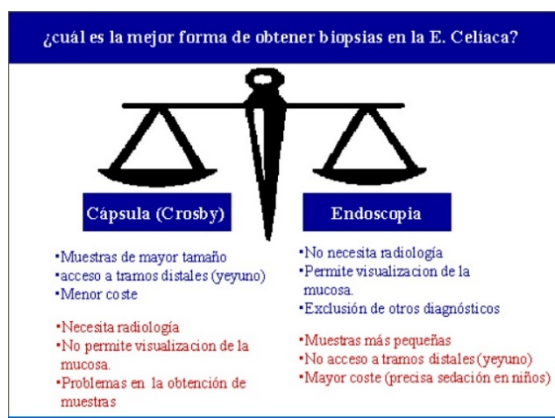 ¿cuál es la mejor forma de obtener biopsias en la E. Celíaca?
Cápsula (Crosby)
•Muestras de mayor tamaño
•acceso a tramos distales (yeyuno)
•Menor coste
•Necesita radiología
•No permite visualizacion de la
mucosa.
•Problemas en la obtención de
muestras
Endoscopia
•No necesita radiología
•Permite visualizacion de la
mucosa.
•Exclusión de otros diagnósticos
•Muestras más pequeñas
•No acceso a tramos distales (yeyuno)
•Mayor coste (precisa sedación en niños)